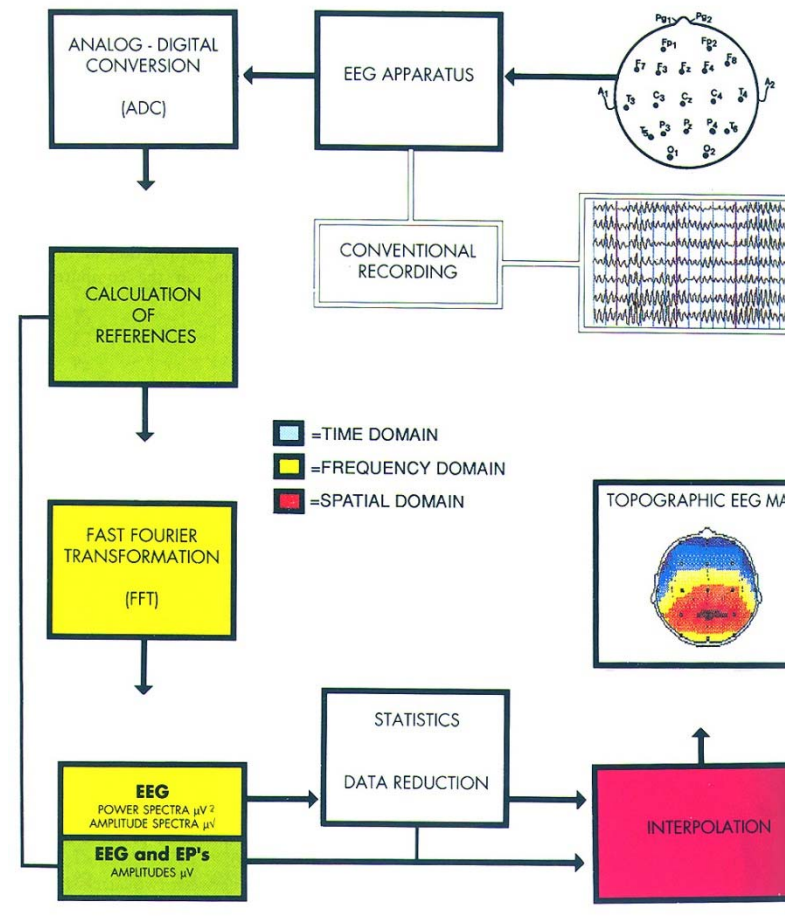 Pg1 Pg2
Fp1 Fp2
F7 F3 Fz F4 F8
A1 T3 C3 Cz C4 T4 A2
T5 P3 Pz P4 T6
O1 O2
ANALOG - DIGITAL
CONVERSION
(ADC)
EEG APPARATUS
CONVENTIONAL
RECORDING
CALCULATION
OF
REFERENCES
=TIME DOMAIN
=FREQUENCY DOMAIN
=SPATIAL DOMAIN
FAST FOURIER
TRANSFORMATION
(FFT)
TOPOGRAPHIC EEG MA
STATISTICS
DATA REDUCTION
EEG
POWER SPECTRA µV²
AMPLITUDE SPECTRA µV
EEG and EP's
AMPLITUDES µV
INTERPOLATION